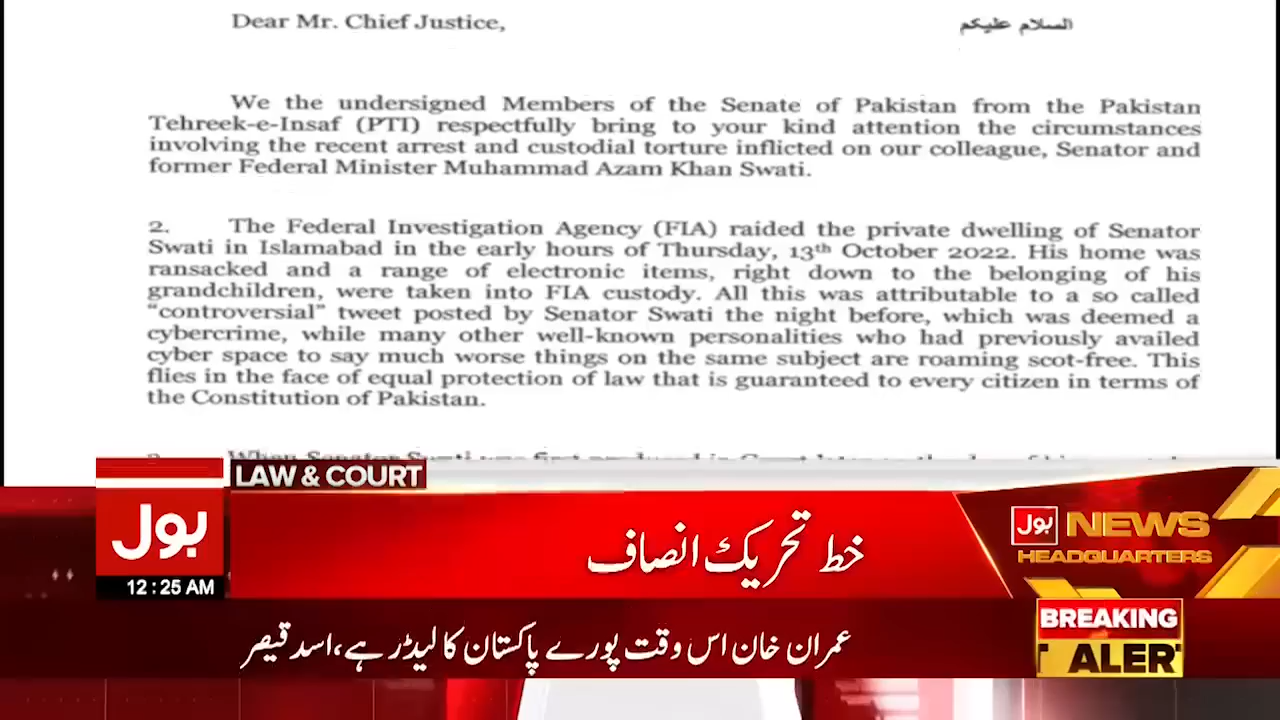 Dear Mr. Chief Justice,
السلام علیکم
We the undersigned Members of the Senate of Pakistan from the Pakistan
Tehreek-e-Insaf (PTI) respectfully bring to your kind attention the circumstances
involving the recent arrest and custodial torture inflicted on our colleague, Senator and
former Federal Minister Muhammad Azam Khan Swati.
2. The Federal Investigation Agency (FIA) raided the private dwelling of Senator
Swati in Islamabad in the early hours of Thursday, 13th October 2022. His home was
ransacked and a range of electronic items, right down to the belonging of his
grandchildren, were taken into FIA custody. All this was attributable to a so called
“controversial” tweet posted by Senator Swati the night before, which was deemed a
cybercrime, while many other well-known personalities who had previously availed
cyber space to say much worse things on the same subject are roaming scot-free. This
flies in the face of equal protection of law that is guaranteed to every citizen in terms of
the Constitution of Pakistan.
LAW & COURT
بول
12:25 AM
خط تحریک انصاف
بول NEWS
HEADQUARTERS
BREAKING
ALERT
عمران خان اس وقت پورے پاکستان کا لیڈر ہے، اسد قیصر